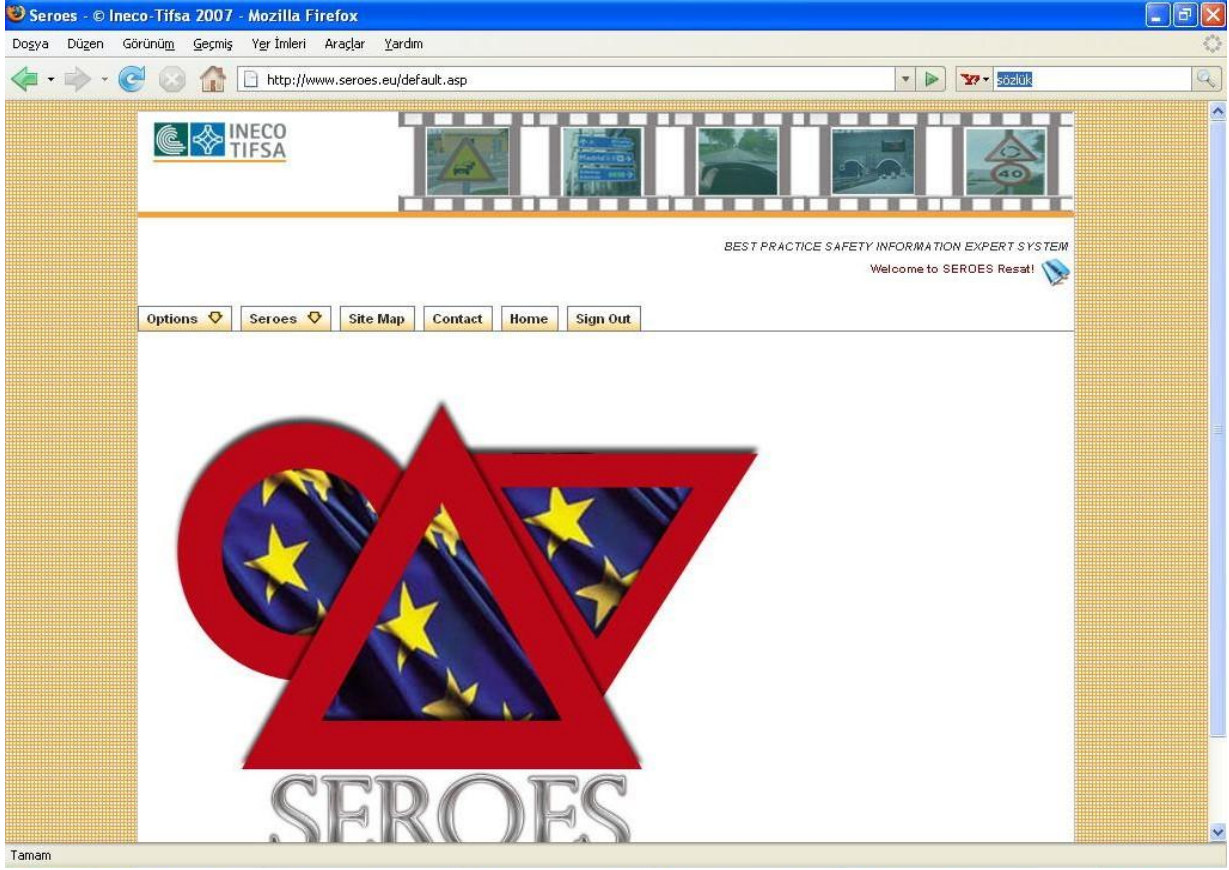 Seroes - © Ineco-Tifsa 2007 - Mozilla Firefox
Dosya Düzen Görünüm Geçmiş Yer İmleri Araçlar Yardım
http://www.seroes.eu/default.asp
sözlük
INECO
TIFSA
40
BEST PRACTICE SAFETY INFORMATION EXPERT SYSTEM
Welcome to SEROES Resat!
Options Seroes Site Map Contact Home Sign Out
SEROES
Tamam